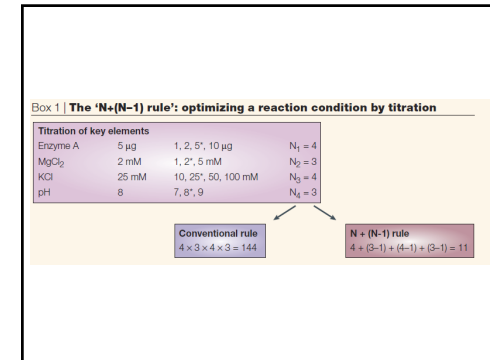 Box 1 | The ‘N+(N–1) rule’: optimizing a reaction condition by titration
Titration of key elements
Enzyme A 5 µg 1, 2, 5*, 10 µg N₁ = 4
MgCl₂ 2 mM 1, 2*, 5 mM N₂ = 3
KCl 25 mM 10, 25*, 50, 100 mM N₃ = 4
pH 8 7, 8*, 9 N₄ = 3
Conventional rule
4 × 3 × 4 × 3 = 144
N + (N-1) rule
4 + (3–1) + (4–1) + (3–1) = 11